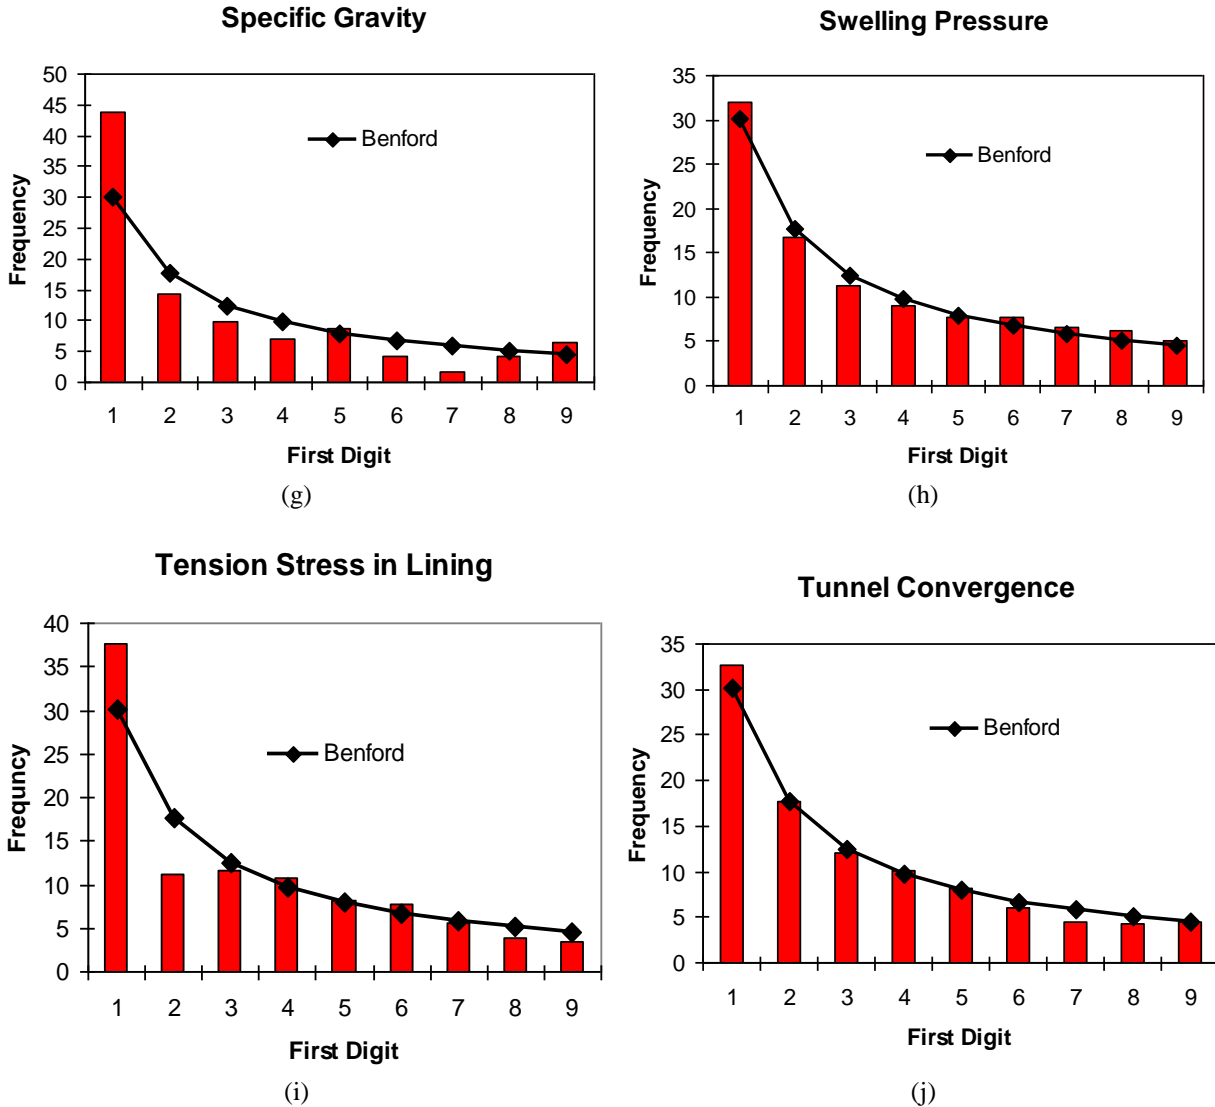 Specific Gravity
50
45
40
35
30
25
20
15
10
5
0
Frequency
Benford
1 2 3 4 5 6 7 8 9
First Digit
(g)
Swelling Pressure
35
30
25
20
15
10
5
0
Frequency
Benford
1 2 3 4 5 6 7 8 9
First Digit
(h)
Tension Stress in Lining
40
35
30
25
20
15
10
5
0
Frequncy
Benford
1 2 3 4 5 6 7 8 9
First Digit
(i)
Tunnel Convergence
35
30
25
20
15
10
5
0
Frequency
Benford
1 2 3 4 5 6 7 8 9
First Digit
(j)